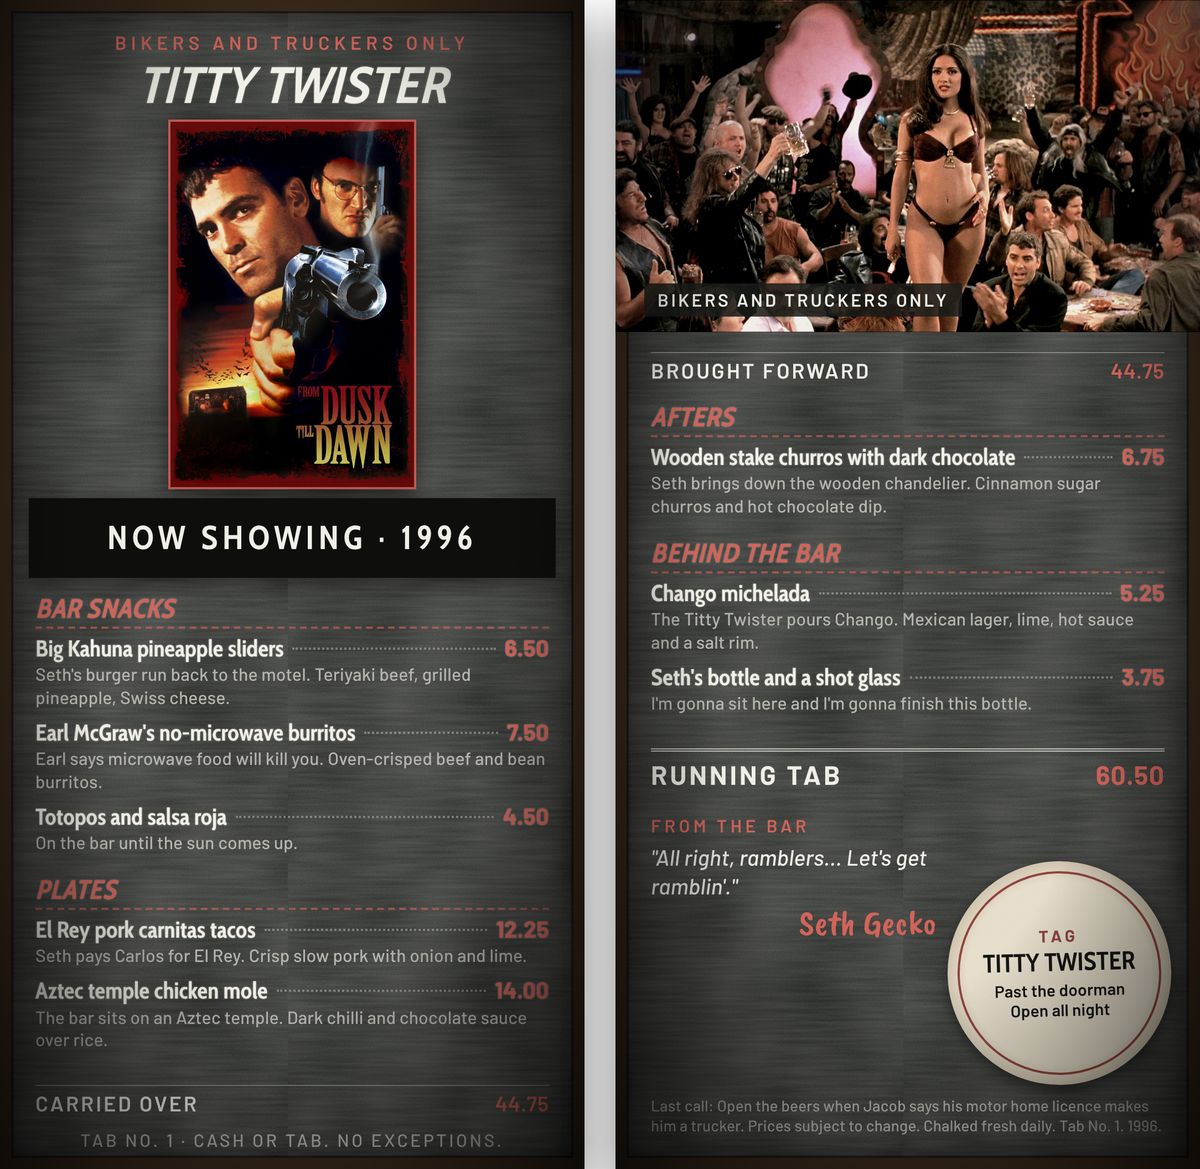 BIKERS AND TRUCKERS ONLY
TITTY TWISTER
FROM DUSK
TILL DAWN
NOW SHOWING · 1996
BAR SNACKS
Big Kahuna pineapple sliders 6.50
Seth's burger run back to the motel. Teriyaki beef, grilled
pineapple, Swiss cheese.
Earl McGraw's no-microwave burritos 7.50
Earl says microwave food will kill you. Oven-crisped beef and bean
burritos.
Totopos and salsa roja 4.50
On the bar until the sun comes up.
PLATES
El Rey pork carnitas tacos 12.25
Seth pays Carlos for El Rey. Crisp slow pork with onion and lime.
Aztec temple chicken mole 14.00
The bar sits on an Aztec temple. Dark chilli and chocolate sauce
over rice.
CARRIED OVER 44.75
TAB NO. 1 · CASH OR TAB. NO EXCEPTIONS.
BIKERS AND TRUCKERS ONLY
BROUGHT FORWARD 44.75
AFTERS
Wooden stake churros with dark chocolate 6.75
Seth brings down the wooden chandelier. Cinnamon sugar
churros and hot chocolate dip.
BEHIND THE BAR
Chango michelada 5.25
The Titty Twister pours Chango. Mexican lager, lime, hot sauce
and a salt rim.
Seth's bottle and a shot glass 3.75
I'm gonna sit here and I'm gonna finish this bottle.
RUNNING TAB 60.50
FROM THE BAR
"All right, ramblers... Let's get
ramblin'."
Seth Gecko
TAG
TITTY TWISTER
Past the doorman
Open all night
Last call: Open the beers when Jacob says his motor home licence makes
him a trucker. Prices subject to change. Chalked fresh daily. Tab No. 1. 1996.